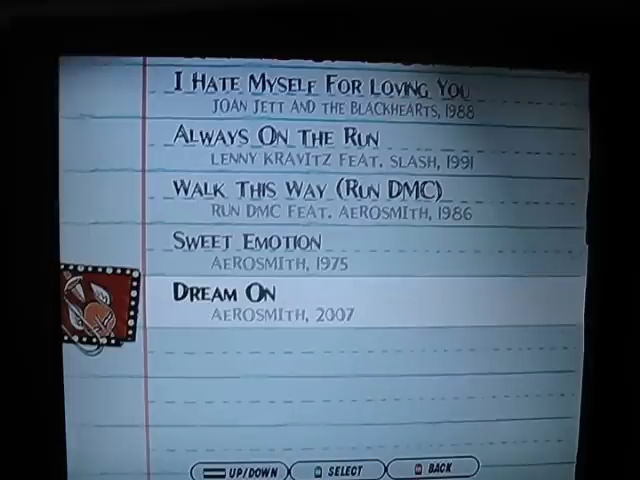 I Hate Myself For Loving You
Joan Jett and the Blackhearts, 1988
Always On The Run
Lenny Kravitz feat. Slash, 1991
Walk This Way (Run DMC)
Run DMC feat. Aerosmith, 1986
Sweet Emotion
Aerosmith, 1975
Dream On
Aerosmith, 2007
UP/DOWN SELECT BACK